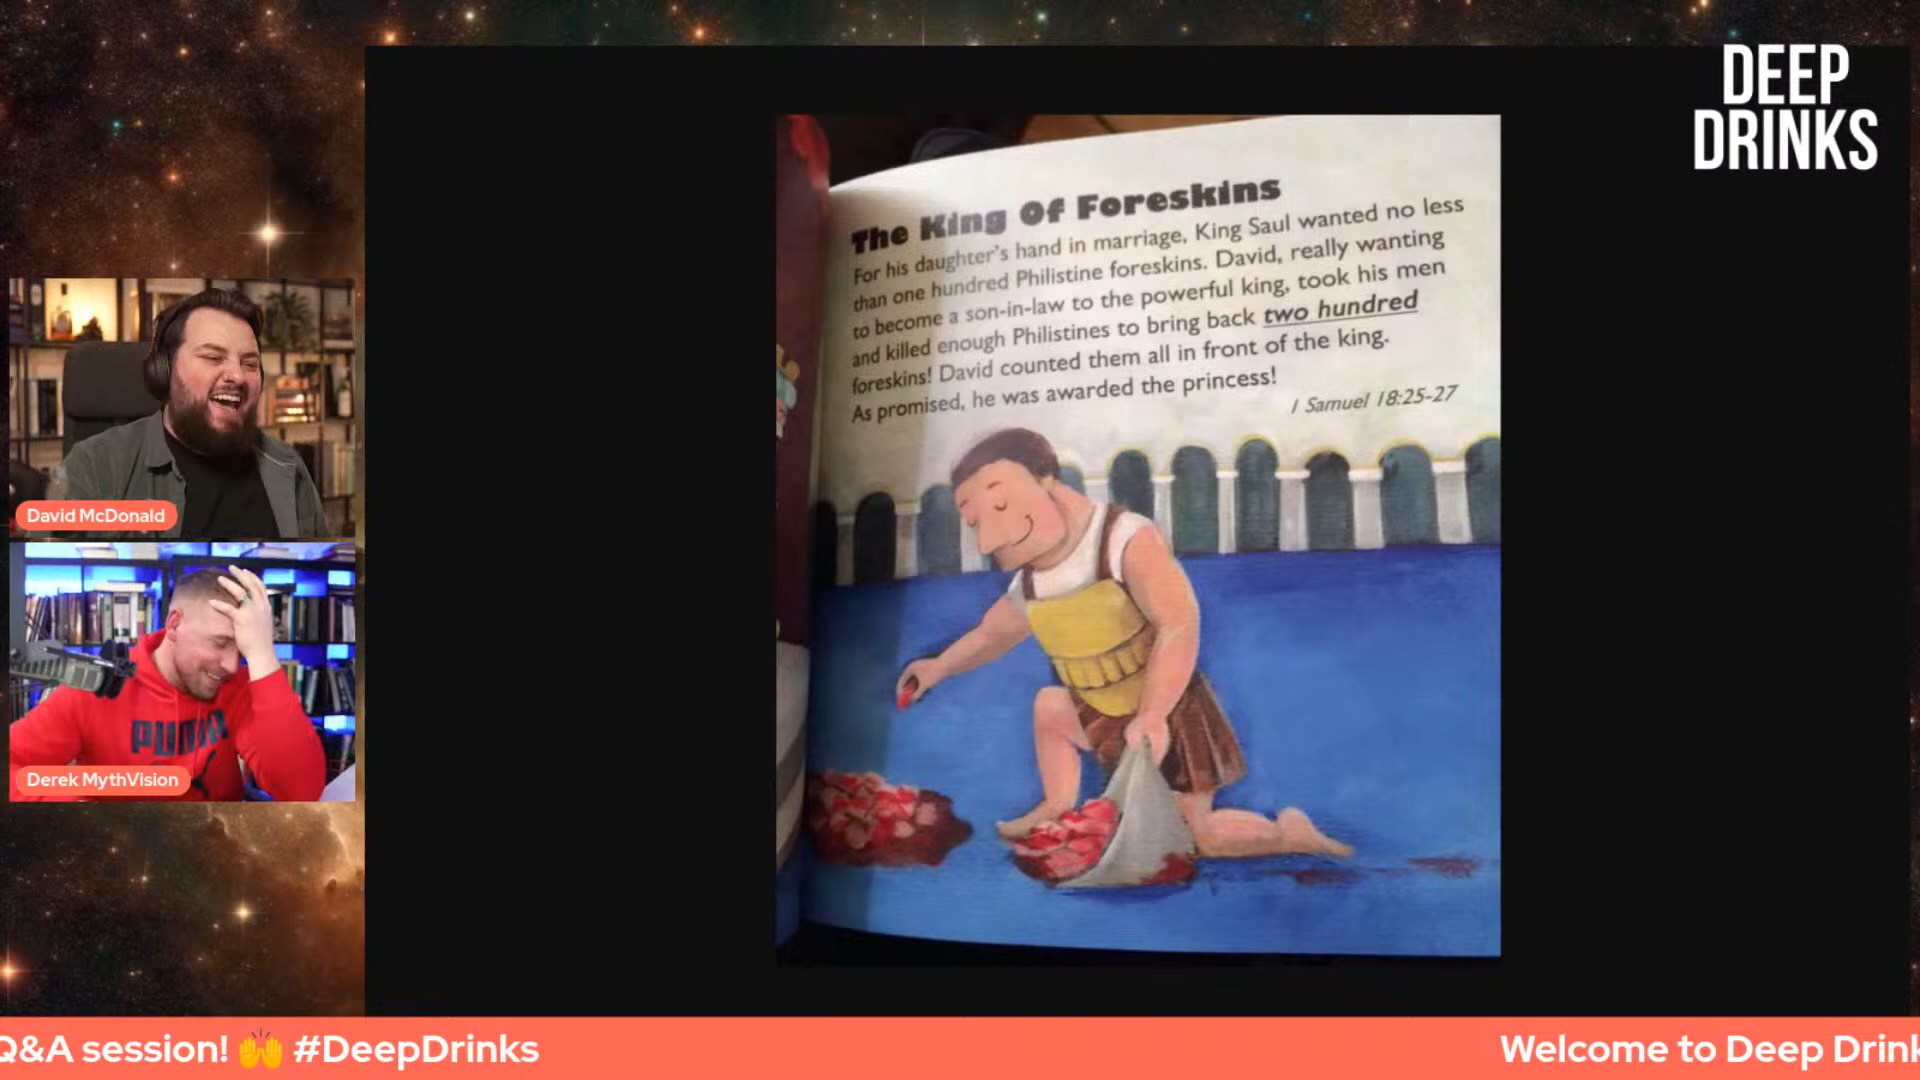 DEEP
DRINKS
The King Of Foreskins
For his daughter's hand in marriage, King Saul wanted no less
than one hundred Philistine foreskins. David, really wanting
to become a son-in-law to the powerful king, took his men
and killed enough Philistines to bring back two hundred
foreskins! David counted them all in front of the king.
As promised, he was awarded the princess!
1 Samuel 18:25-27
David McDonald
PUMA
Derek MythVision
Q&A session! 🙌 #DeepDrinks
Welcome to Deep Drink